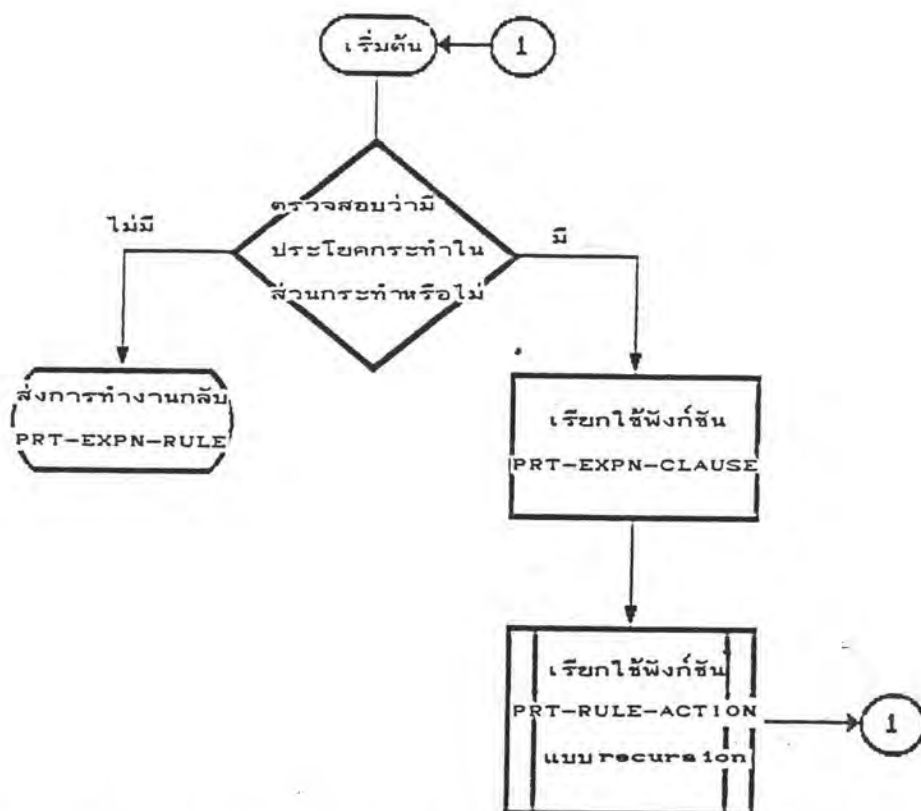 เริ่มต้น
1
ตรวจสอบว่ามี
ประโยคกระทำใน
ส่วนกระทำหรือไม่
ไม่มี
มี
ส่งการทำงานกลับ
PRT-EXPN-RULE
เรียกใช้ฟังก์ชัน
PRT-EXPN-CLAUSE
เรียกใช้ฟังก์ชัน
PRT-RULE-ACTION
แบบ recursion
1